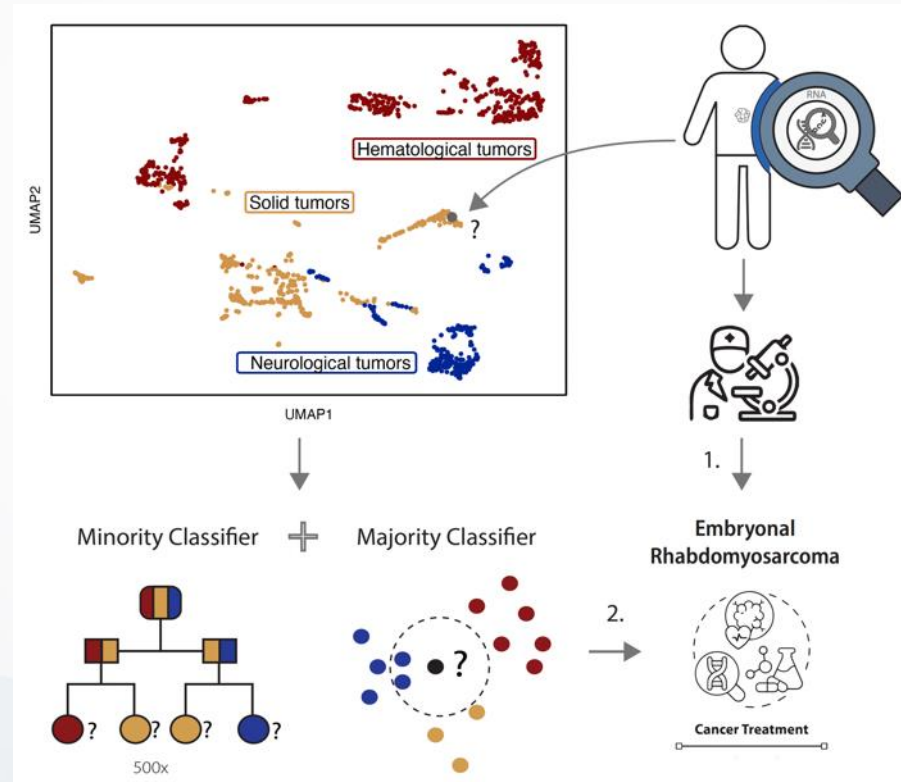 RNA
Hematological tumors
Solid tumors
?
Neurological tumors
UMAP2
UMAP1
1.
Minority Classifier
Majority Classifier
Embryonal
Rhabdomyosarcoma
2.
?
? ? ? ?
500x
Cancer Treatment